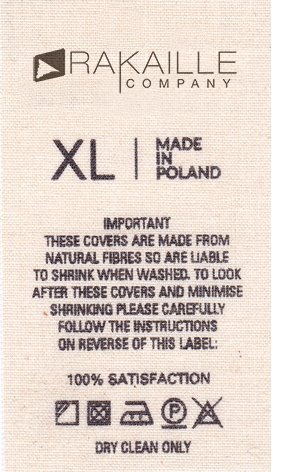 RAKAILLE
COMPANY
XL
MADE
IN
POLAND
IMPORTANT
THESE COVERS ARE MADE FROM
NATURAL FIBRES SO ARE LIABLE
TO SHRINK WHEN WASHED. TO LOOK
AFTER THESE COVERS AND MINIMISE
SHRINKING PLEASE CAREFULLY
FOLLOW THE INSTRUCTIONS
ON REVERSE OF THIS LABEL:
100% SATISFACTION
P
DRY CLEAN ONLY